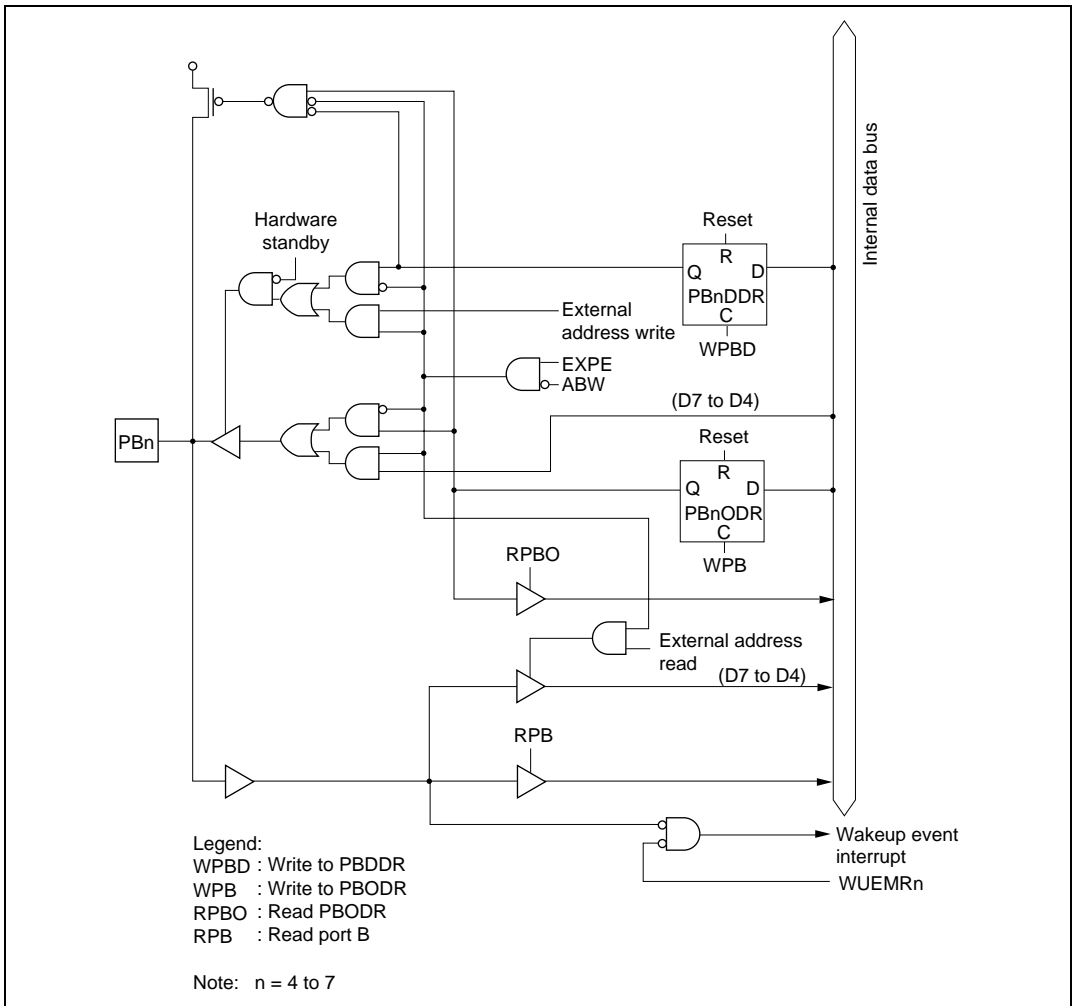 Hardware
standby
Reset
R
Q D
PBnDDR
C
WPBD
Internal data bus
External
address write
EXPE
ABW
(D7 to D4)
PBn
Reset
R
Q D
PBnODR
C
WPB
RPBO
External address
read
(D7 to D4)
RPB
Wakeup event
interrupt
WUEMRn
Legend:
WPBD : Write to PBDDR
WPB : Write to PBODR
RPBO : Read PBODR
RPB : Read port B
Note: n = 4 to 7